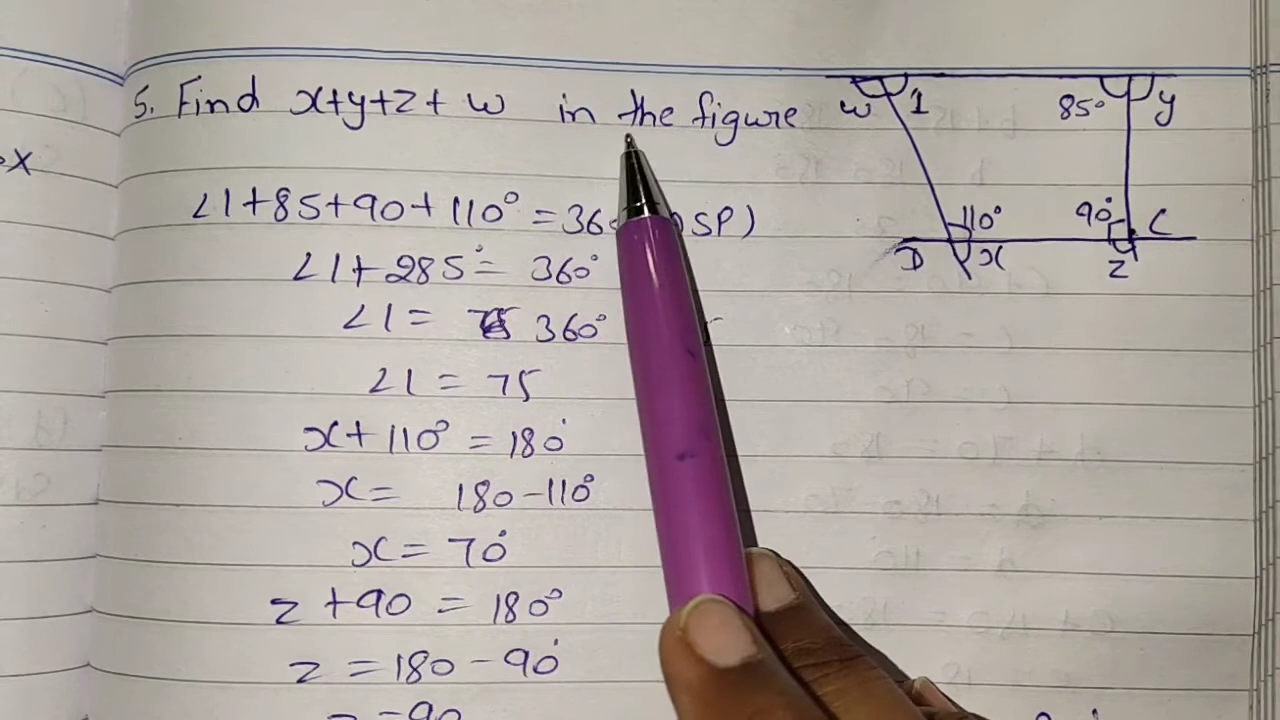 5. Find x+y+z+w in the figure
w 1 85° y
∠1+85+90+110° = 36 SP)
110° 90° C
D x z
∠1+285° = 360°
∠1 = 360°
∠1 = 75
x+110° = 180°
x = 180-110°
x = 70°
z +90 = 180°
z = 180-90°